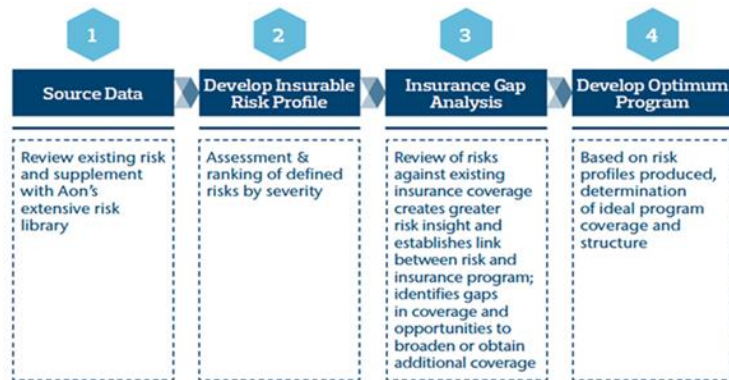 1
2
3
4
Source Data
Develop Insurable
Risk Profile
Insurance Gap
Analysis
Develop Optimum
Program
Review existing risk
and supplement
with Aon's
extensive risk
library
Assessment &
ranking of defined
risks by severity
Review of risks
against existing
insurance coverage
creates greater
risk insight and
establishes link
between risk and
insurance program;
identifies gaps
in coverage and
opportunities to
broaden or obtain
additional coverage
Based on risk
profiles produced,
determination
of ideal program
coverage and
structure